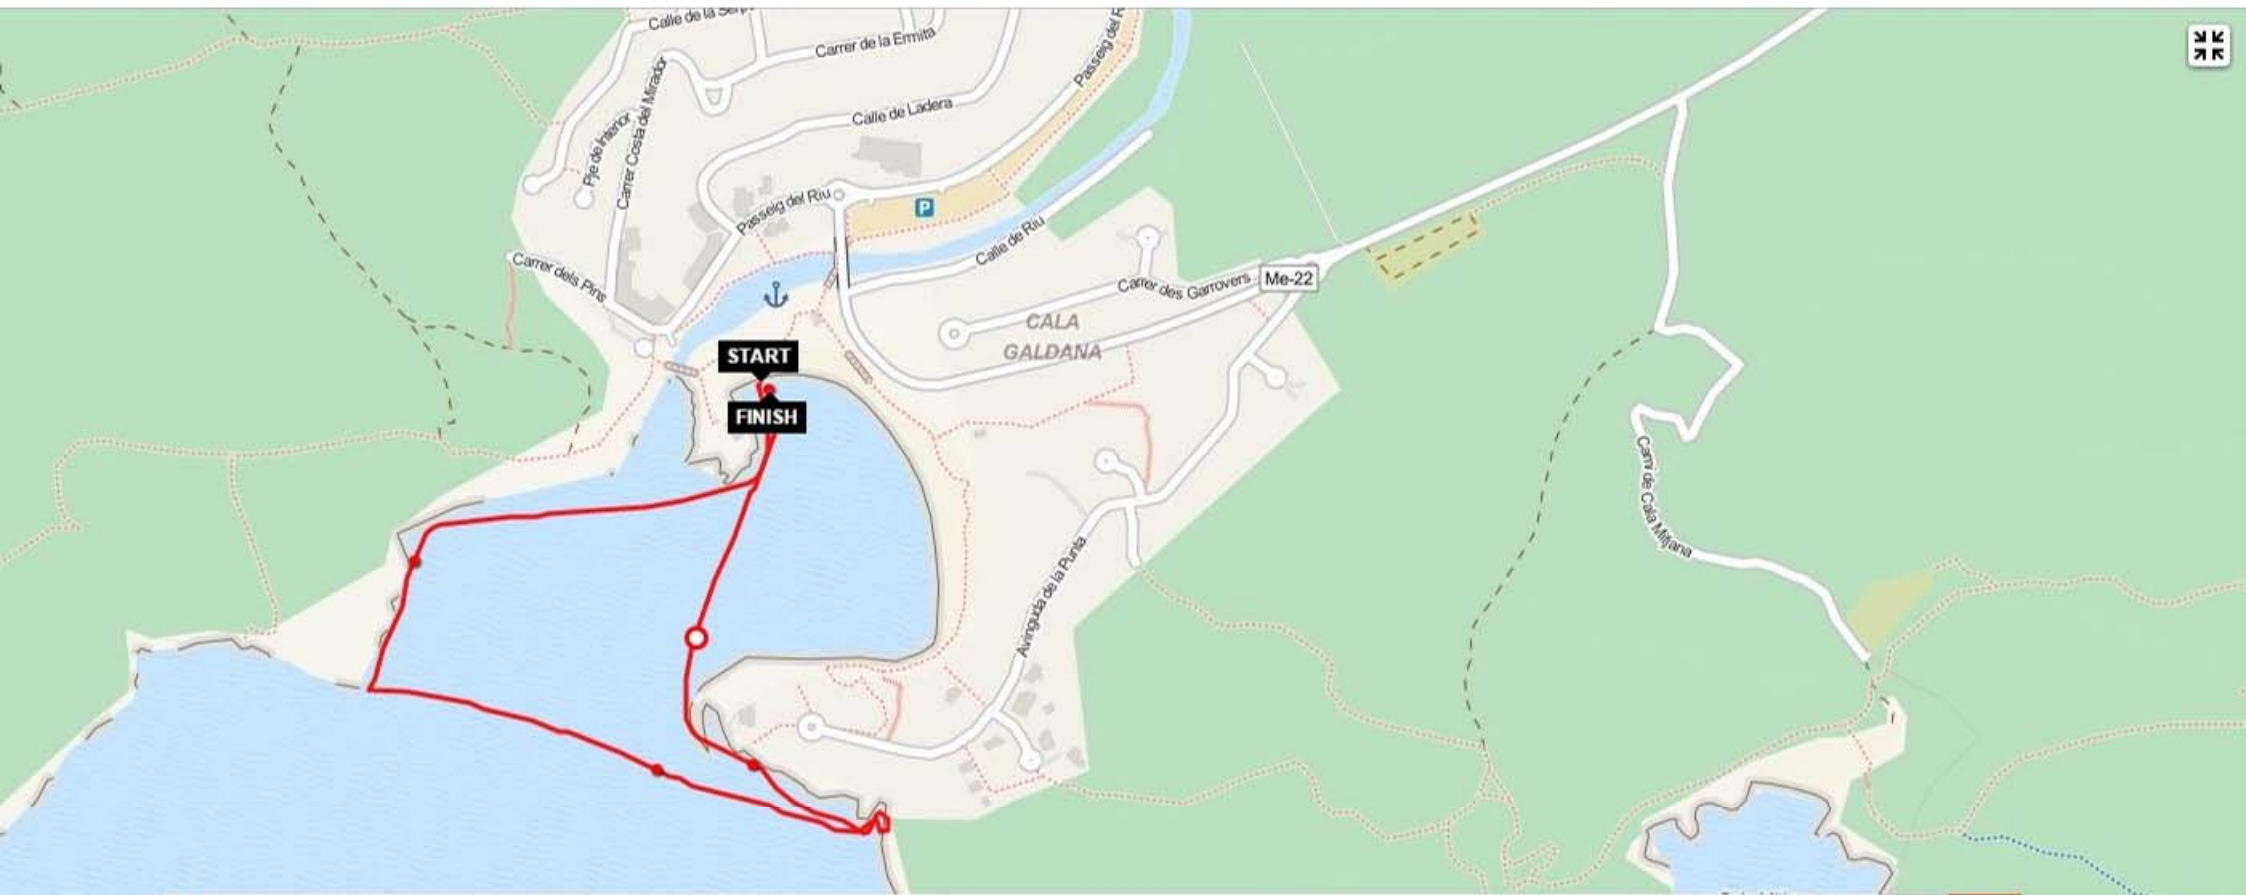 Calle de la Serp
Carrer de la Ermita
Passeig del R
Pje de Interior
Carrer Costa del Mirador
Calle de Ladera
Passeig del Riu
P
Calle de Riu
Carrer dels Pins
Carrer des Garrovers
Me-22
CALA
GALDANA
START
FINISH
Camí de Cala Mitjana
Avinguda de la Punta